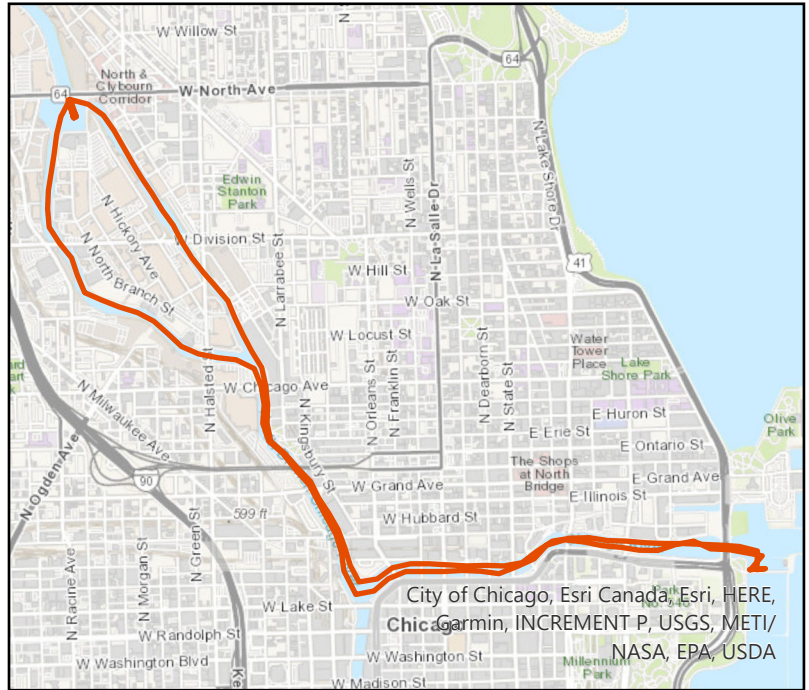 N
W Willow St
64
North &
Clybourn
Corridor
64
W North Ave
N Lake Shore Dr
Edwin
Stanton
Park
N Wells St
N Hickory Ave
N La Salle Dr
W Division St
N Larrabee St
N North Branch St
W Hill St
41
W Oak St
W Locust St
Water
Tower
Place
Lake
Shore Park
N Halsted St
W Chicago Ave
N Orleans St
N Franklin St
N Dearborn St
N State St
N Milwaukee Ave
N Kingsbury St
E Huron St
Olive
Park
E Erie St
E Ontario St
N Ogden Ave
90
The Shops
at North
Bridge
E Grand Ave
W Grand Ave
E Illinois St
599 ft
N Green St
W Hubbard St
N Racine Ave
N Morgan St
W Lake St
City of Chicago, Esri Canada, Esri, HERE,
Chicago
Garmin, INCREMENT P, USGS, METI/
W Randolph St
NASA, EPA, USDA
W Washington Blvd
W Washington St
Millennium
Park
Ke
W Madison St